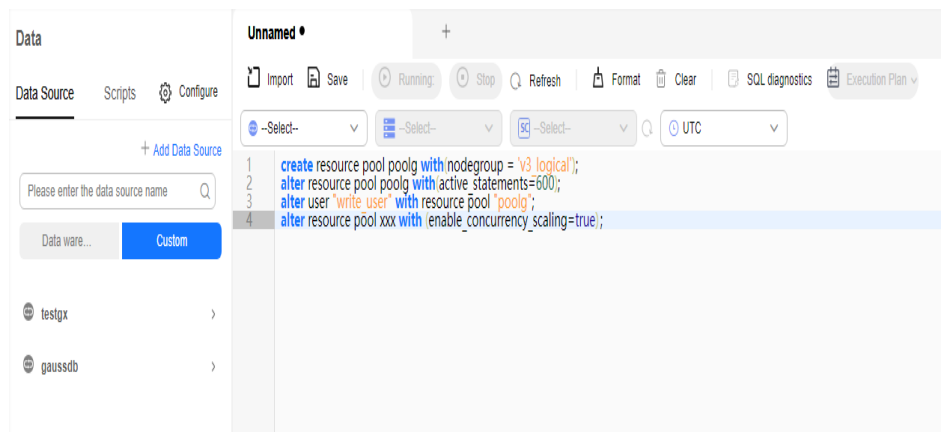 Data
Data Source Scripts Configure
+ Add Data Source
Please enter the data source name
Data ware... Custom
testgx
gaussdb
Unnamed ●
+
Import Save Running: Stop Refresh Format Clear SQL diagnostics Execution Plan
--Select-- --Select-- SC --Select-- UTC
1 create resource pool poolg with(nodegroup = 'v3_logical');
2 alter resource pool poolg with(active_statements=600);
3 alter user "write_user" with resource pool "poolg";
4 alter resource pool xxx with (enable_concurrency_scaling=true);